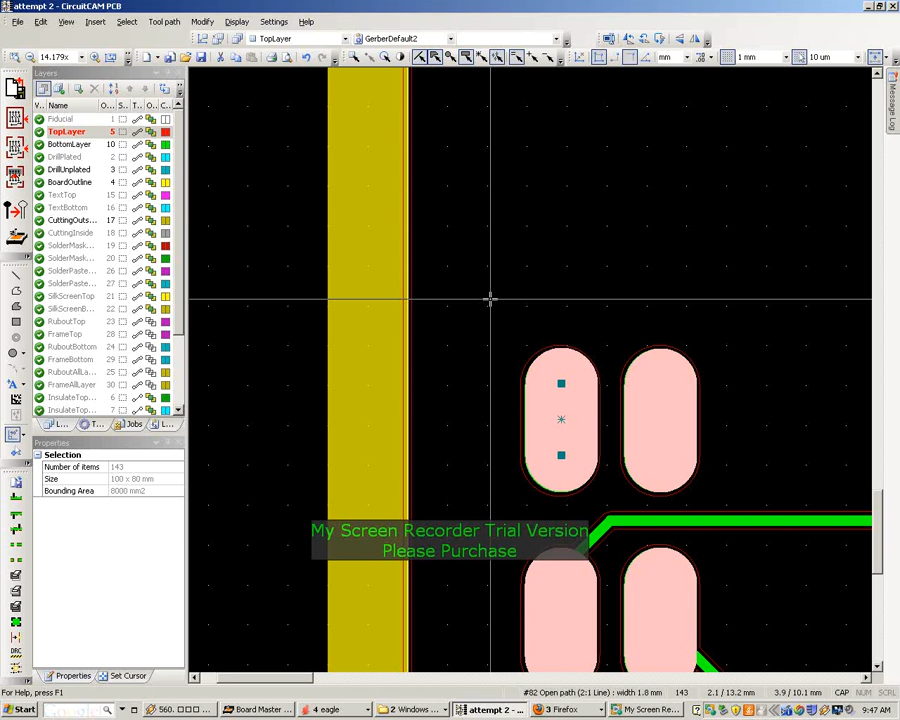 attempt 2 - CircuitCAM PCB
File Edit View Insert Select Tool path Modify Display Settings Help
TopLayer GerberDefault2
14.179x mm 1 mm 10 um
Layers
V.. Name O... S.. T.. O.. C..
Fiducial 1
TopLayer 5
BottomLayer 10
DrillPlated 2
DrillUnplated 3
BoardOutline 4
TextTop 15
TextBottom 16
CuttingOuts... 17
CuttingInside 18
SolderMask... 19
SolderMask... 20
SolderPaste... 26
SolderPaste... 27
SilkScreenTop 21
SilkScreenB... 22
RuboutTop 23
FrameTop 28
RuboutBottom 24
FrameBottom 29
RuboutAllLa... 25
FrameAllLayer 30
InsulateTop... 6
InsulateTop... 7
L... T... Jobs L...
Properties
Selection
Number of items 143
Size 100 x 80 mm
Bounding Area 8000 mm2
Properties Set Cursor
Message Log
My Screen Recorder Trial Version
Please Purchase
DRC
For Help, press F1 #82 Open path (2:1 Line) : width 1.8 mm 143 2.1 / 13.2 mm 3.9 / 10.1 mm CAP NUM SCRL
Start 560. Board Master ... 4 eagle 2 Windows ... attempt 2 - ... 3 Firefox My Screen Re... 9:47 AM